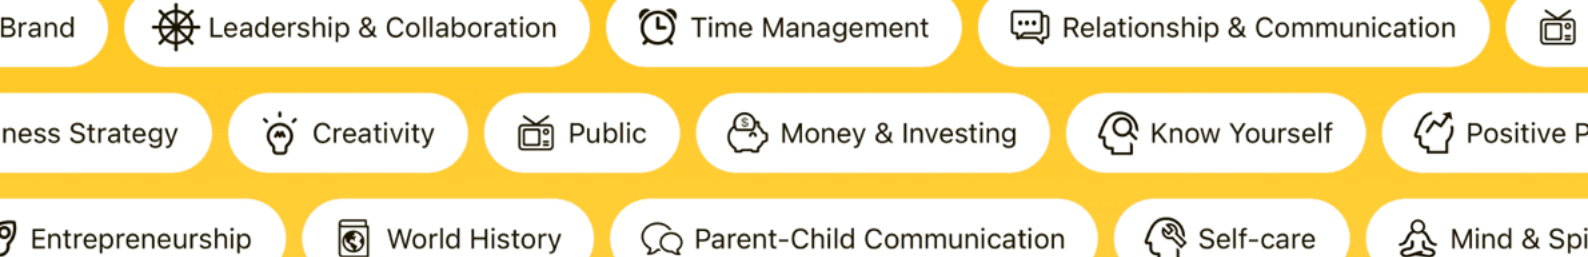 Brand Leadership & Collaboration Time Management Relationship & Communication
ness Strategy Creativity Public Money & Investing Know Yourself Positive P
Entrepreneurship World History Parent-Child Communication Self-care Mind & Spi